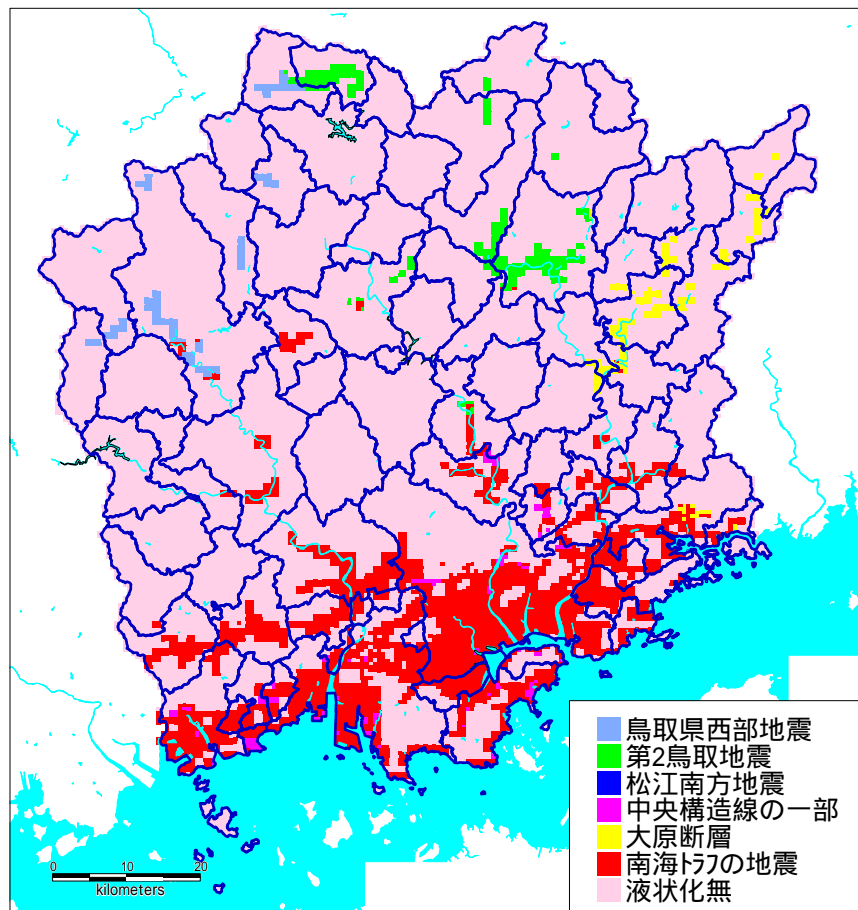 鳥取県西部地震
第2鳥取地震
松江南方地震
中央構造線の一部
大原断層
南海ﾄﾗﾌの地震
液状化無
0 10 20
kilometers